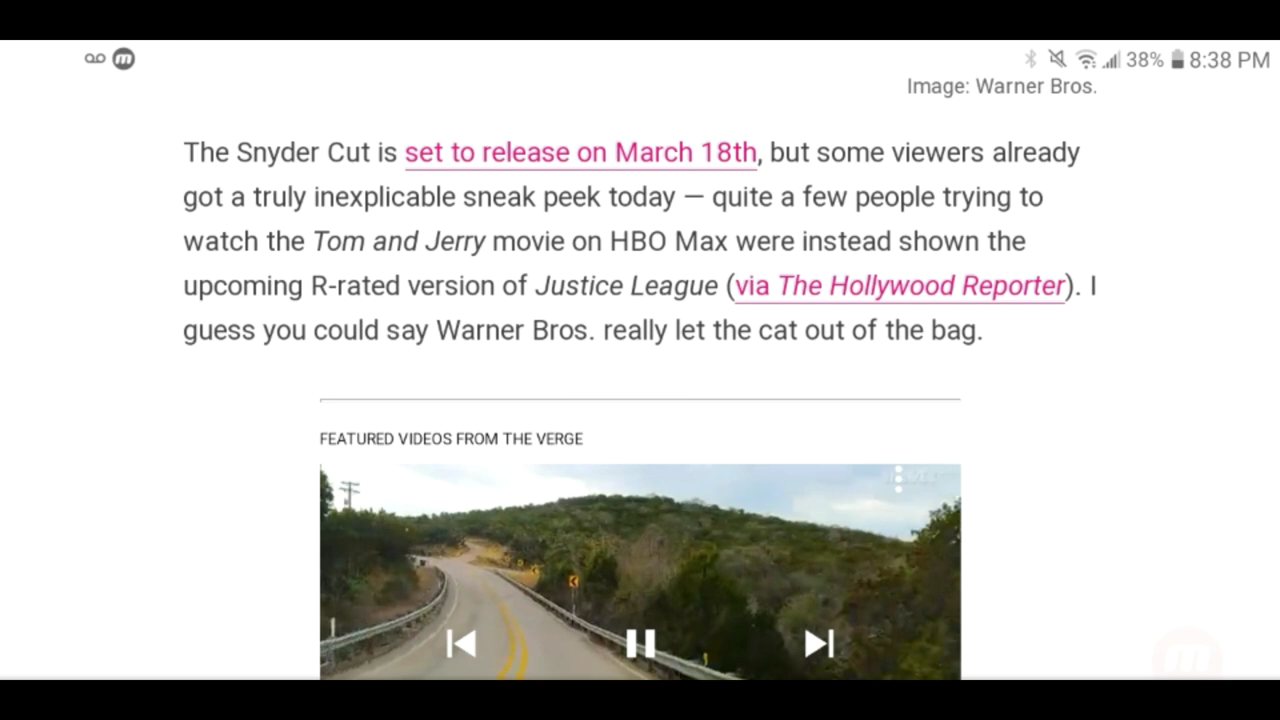 38% 8:38 PM
Image: Warner Bros.
The Snyder Cut is set to release on March 18th, but some viewers already
got a truly inexplicable sneak peek today — quite a few people trying to
watch the Tom and Jerry movie on HBO Max were instead shown the
upcoming R-rated version of Justice League (via The Hollywood Reporter). I
guess you could say Warner Bros. really let the cat out of the bag.
FEATURED VIDEOS FROM THE VERGE